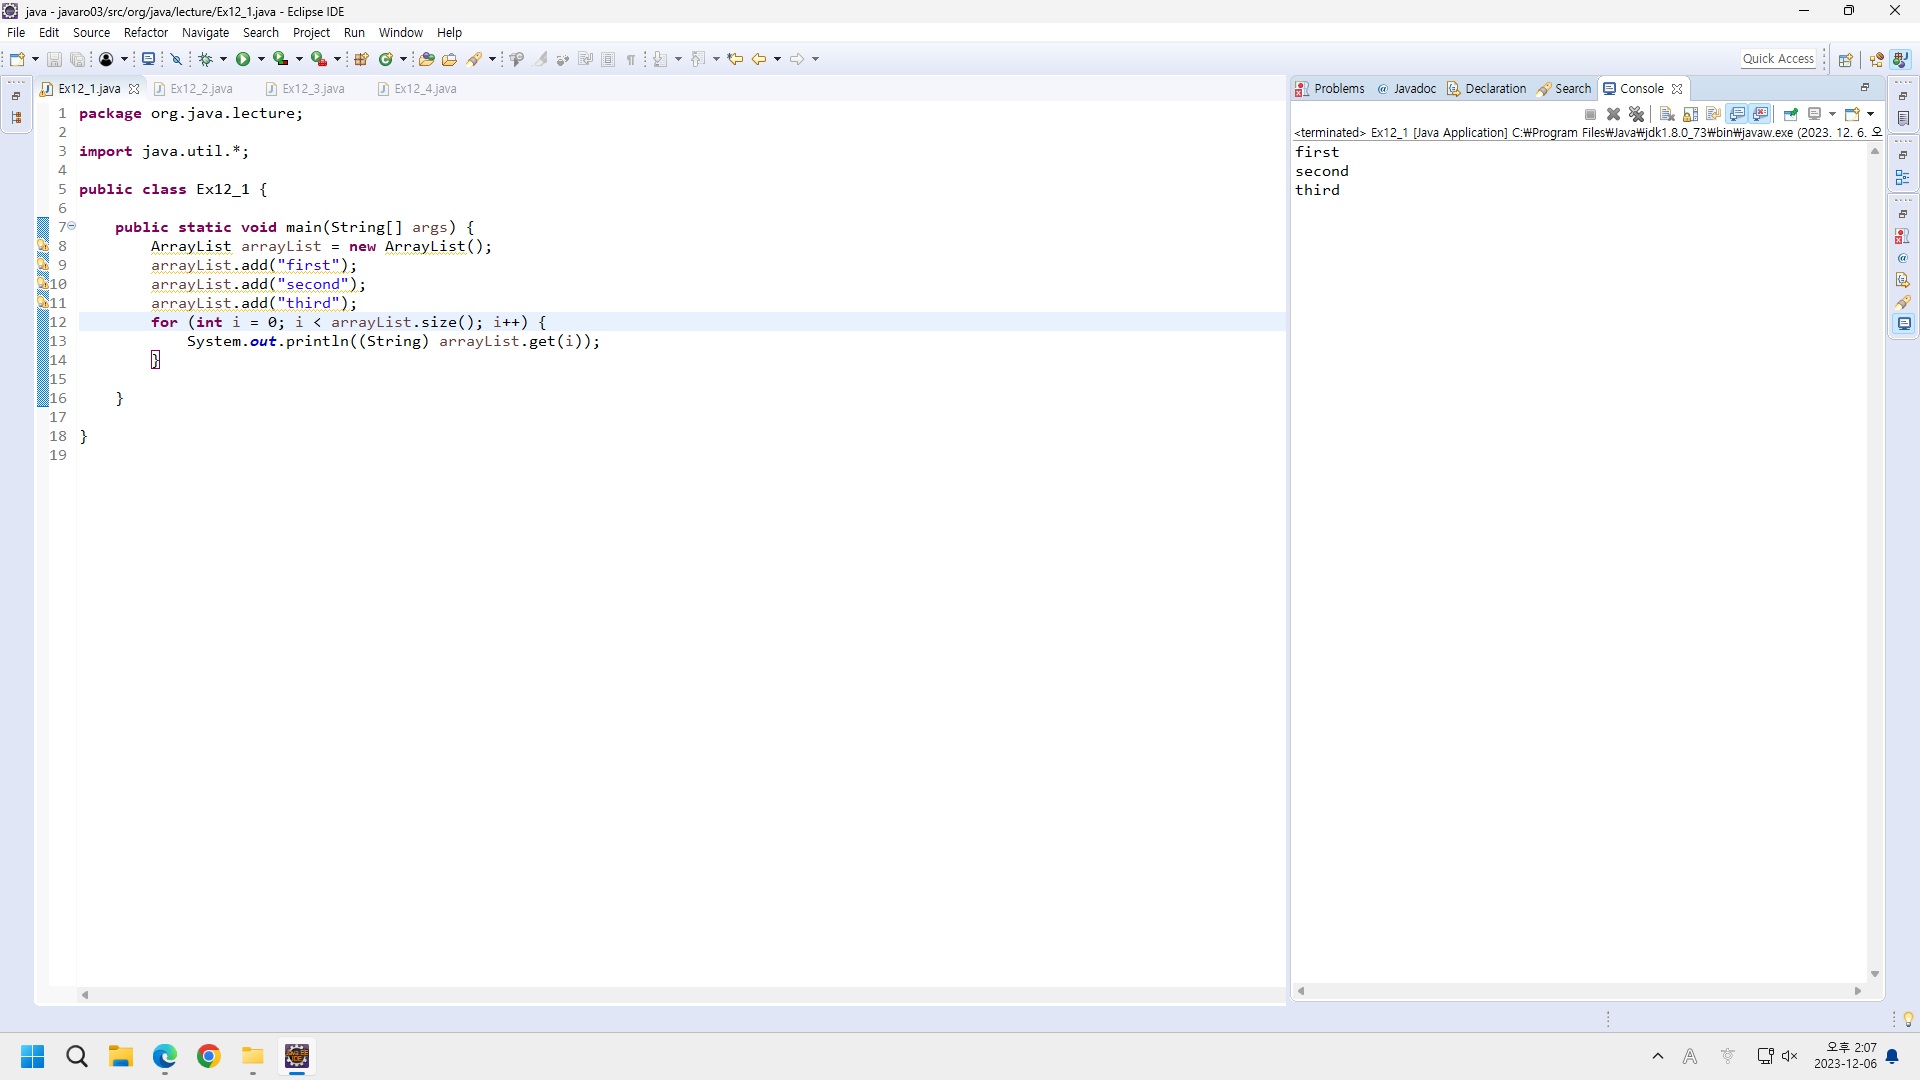 java - javaro03/src/org/java/lecture/Ex12_1.java - Eclipse IDE
File Edit Source Refactor Navigate Search Project Run Window Help
Quick Access
Ex12_1.java Ex12_2.java Ex12_3.java Ex12_4.java
1 package org.java.lecture;
2
3 import java.util.*;
4
5 public class Ex12_1 {
6
7 public static void main(String[] args) {
8 ArrayList arrayList = new ArrayList();
9 arrayList.add("first");
10 arrayList.add("second");
11 arrayList.add("third");
12 for (int i = 0; i < arrayList.size(); i++) {
13 System.out.println((String) arrayList.get(i));
14 }
15
16 }
17
18 }
19
Problems @ Javadoc Declaration Search Console
<terminated> Ex12_1 [Java Application] C:₩Program Files₩Java₩jdk1.8.0_73₩bin₩javaw.exe (2023. 12. 6. 오
first
second
third
오후 2:07
2023-12-06